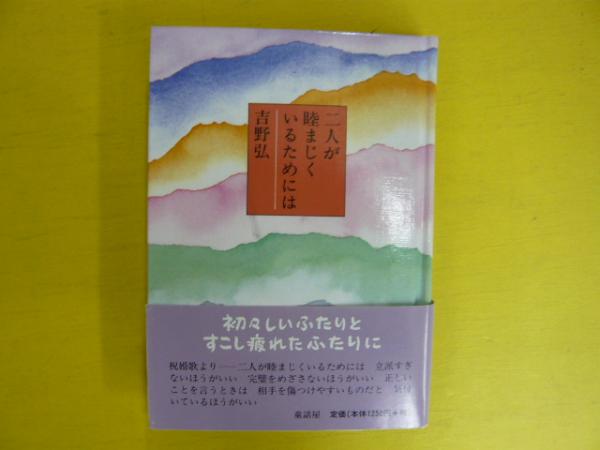 二人が
睦まじく
いるためには
吉野弘
初々しいふたりと
すこし疲れたふたりに
祝婚歌より——二人が睦まじくいるためには 立派すぎ
ないほうがいい 完璧をめざさないほうがいい 正しい
ことを言うときは 相手を傷つけやすいものだと 気付
いているほうがいい
童話屋 定価(本体1250円+税)